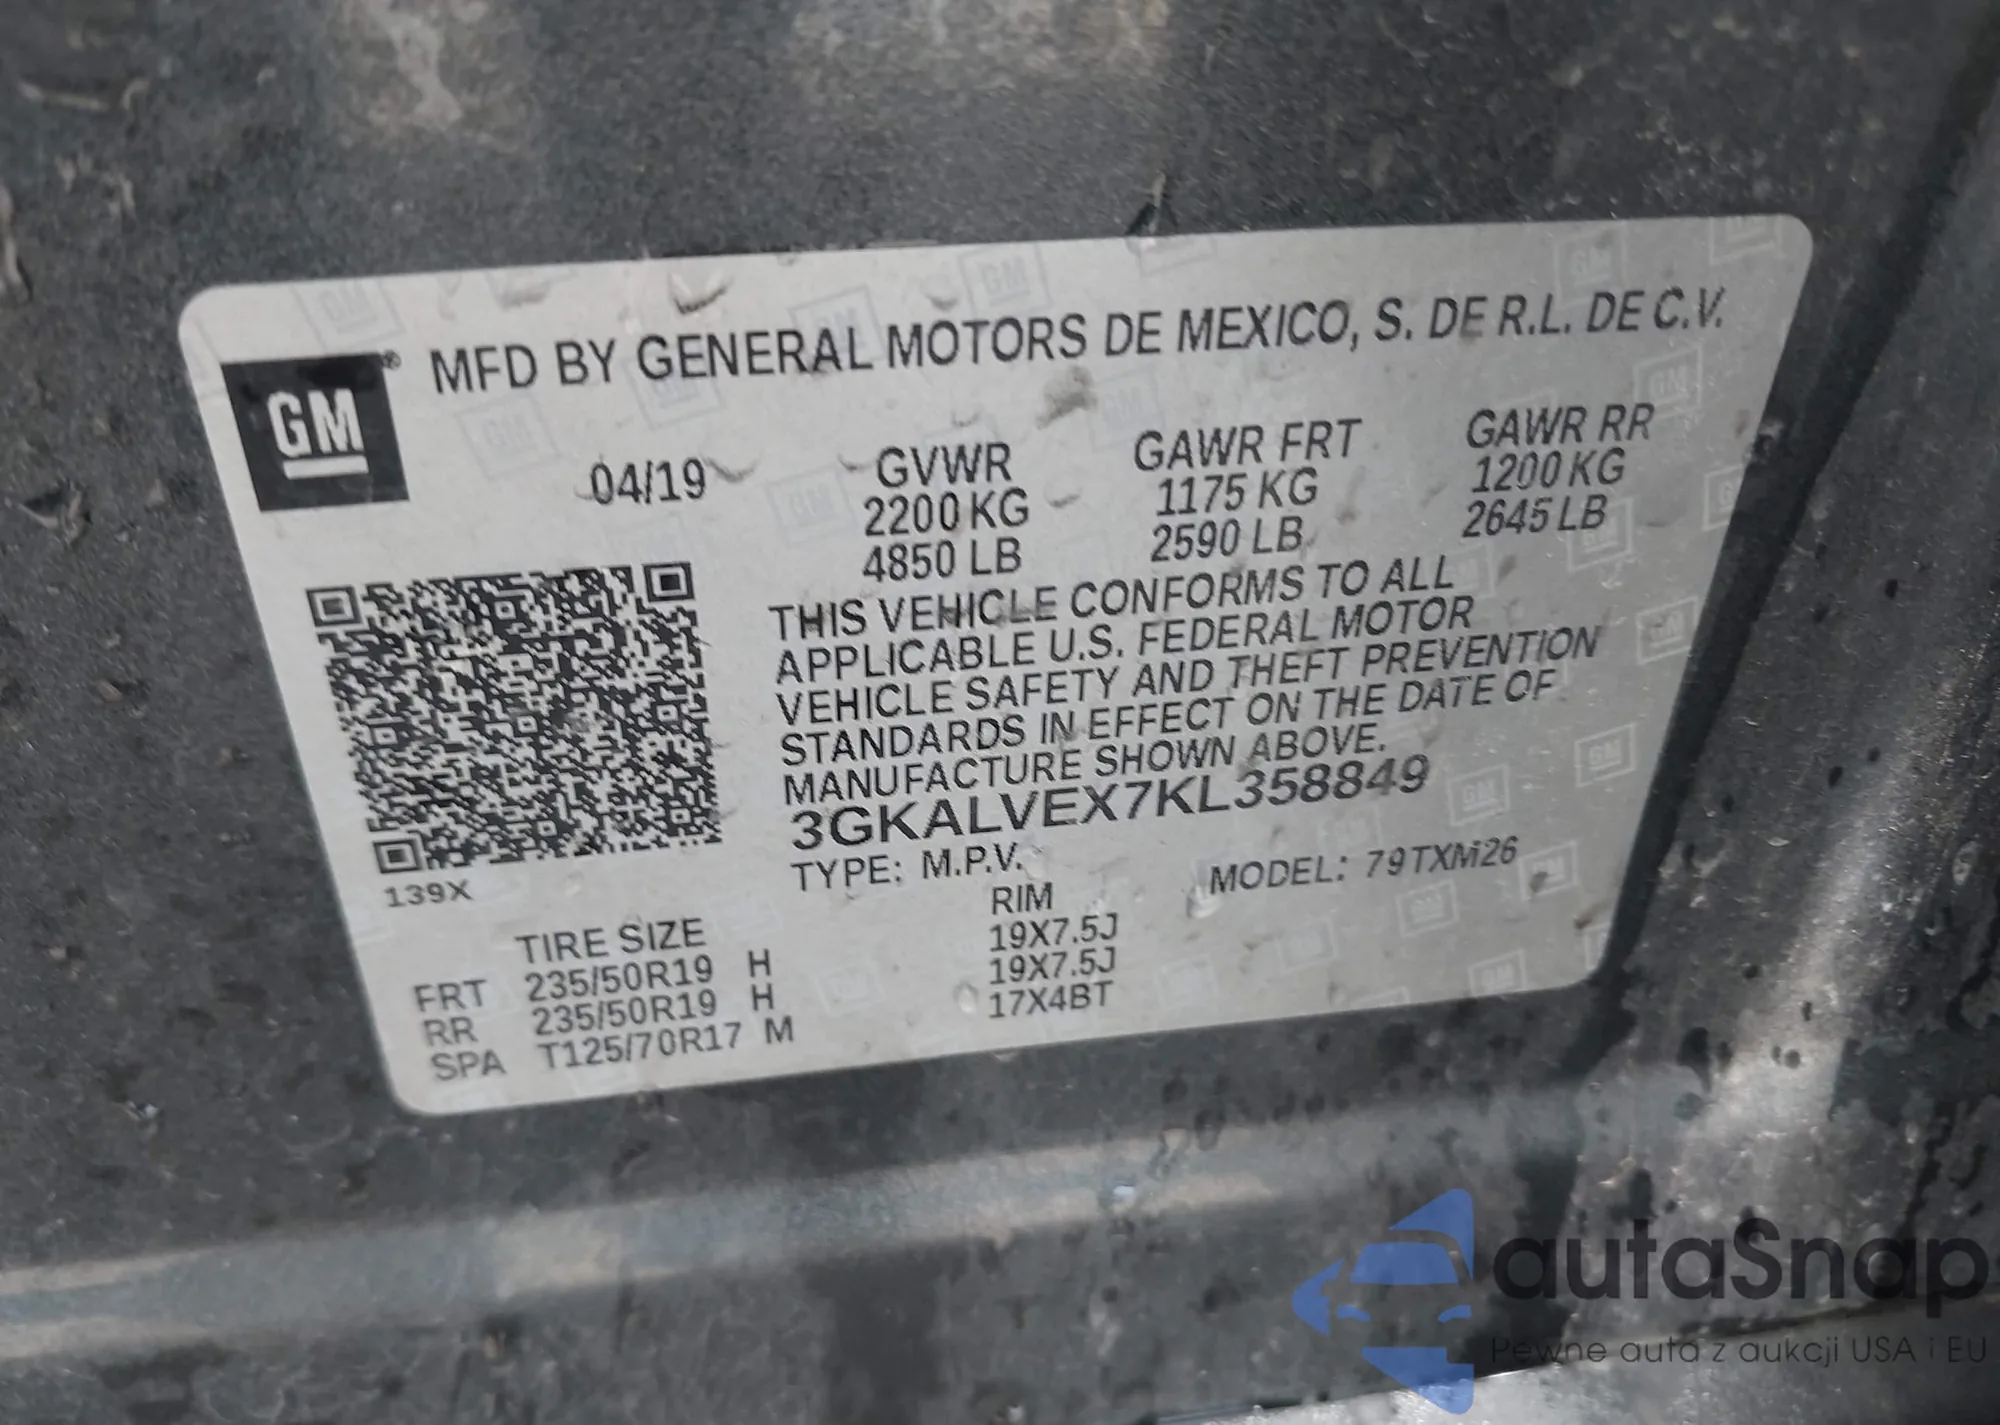 GM ® MFD BY GENERAL MOTORS DE MEXICO, S. DE R.L. DE C.V.
04/19 GVWR GAWR FRT GAWR RR
2200 KG 1175 KG 1200 KG
4850 LB 2590 LB 2645 LB
THIS VEHICLE CONFORMS TO ALL
APPLICABLE U.S. FEDERAL MOTOR
VEHICLE SAFETY AND THEFT PREVENTION
STANDARDS IN EFFECT ON THE DATE OF
MANUFACTURE SHOWN ABOVE.
3GKALVEX7KL358849
139X
TYPE: M.P.V. MODEL: 79TXM26
TIRE SIZE RIM
FRT 235/50R19 H 19X7.5J
RR 235/50R19 H 19X7.5J
SPA T125/70R17 M 17X4BT
autaSnap
Pewne auta z aukcji USA i EU